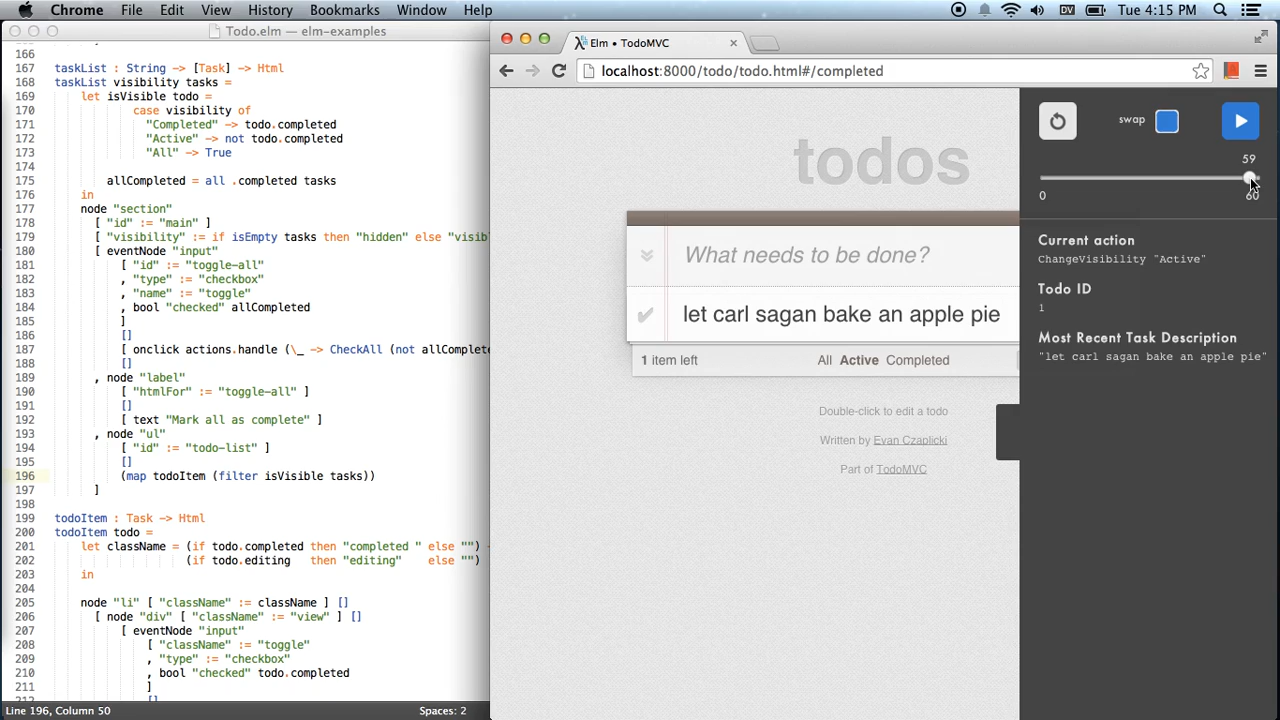 Chrome File Edit View History Bookmarks Window Help
DV Tue 4:15 PM
Todo.elm — elm-examples
166
167 taskList : String -> [Task] -> Html
168 taskList visibility tasks =
169 let isVisible todo =
170 case visibility of
171 "Completed" -> todo.completed
172 "Active" -> not todo.completed
173 "All" -> True
174
175 allCompleted = all .completed tasks
176 in
177 node "section"
178 [ "id" := "main" ]
179 [ "visibility" := if isEmpty tasks then "hidden" else "visib
180 [ eventNode "input"
181 [ "id" := "toggle-all"
182 , "type" := "checkbox"
183 , "name" := "toggle"
184 , bool "checked" allCompleted
185 ]
186 []
187 [ onclick actions.handle (\_ -> CheckAll (not allComplete
188 []
189 , node "label"
190 [ "htmlFor" := "toggle-all" ]
191 []
192 [ text "Mark all as complete" ]
193 , node "ul"
194 [ "id" := "todo-list" ]
195 []
196 (map todoItem (filter isVisible tasks))
197 ]
198
199 todoItem : Task -> Html
200 todoItem todo =
201 let className = (if todo.completed then "completed " else "")
202 (if todo.editing then "editing" else "")
203 in
204
205 node "li" [ "className" := className ] []
206 [ node "div" [ "className" := "view" ] []
207 [ eventNode "input"
208 [ "className" := "toggle"
209 , "type" := "checkbox"
210 , bool "checked" todo.completed
211 ]
[]
Line 196, Column 50 Spaces: 2
Elm • TodoMVC
localhost:8000/todo/todo.html#/completed
todos
What needs to be done?
let carl sagan bake an apple pie
1 item left All Active Completed
Double-click to edit a todo
Written by Evan Czaplicki
Part of TodoMVC
swap
59
0 60
Current action
ChangeVisibility "Active"
Todo ID
1
Most Recent Task Description
"let carl sagan bake an apple pie"